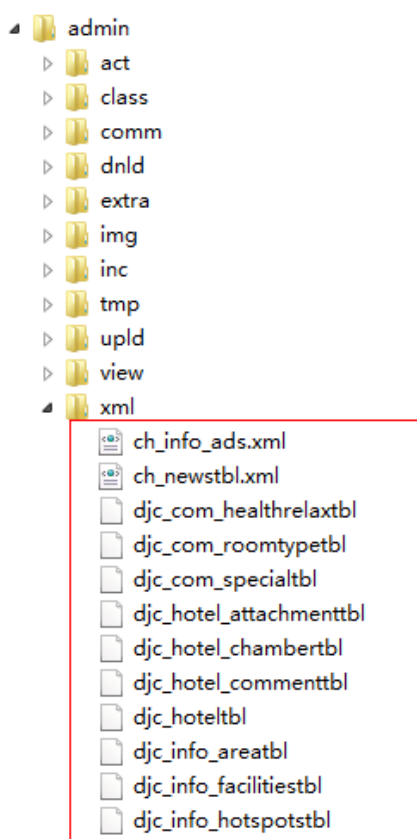 admin
act
class
comm
dnld
extra
img
inc
tmp
upld
view
xml
ch_info_ads.xml
ch_newstbl.xml
djc_com_healthrelaxtbl
djc_com_roomtypetbl
djc_com_specialtbl
djc_hotel_attachmenttbl
djc_hotel_chambertbl
djc_hotel_commenttbl
djc_hoteltbl
djc_info_areatbl
djc_info_facilitiestbl
djc_info_hotspotstbl